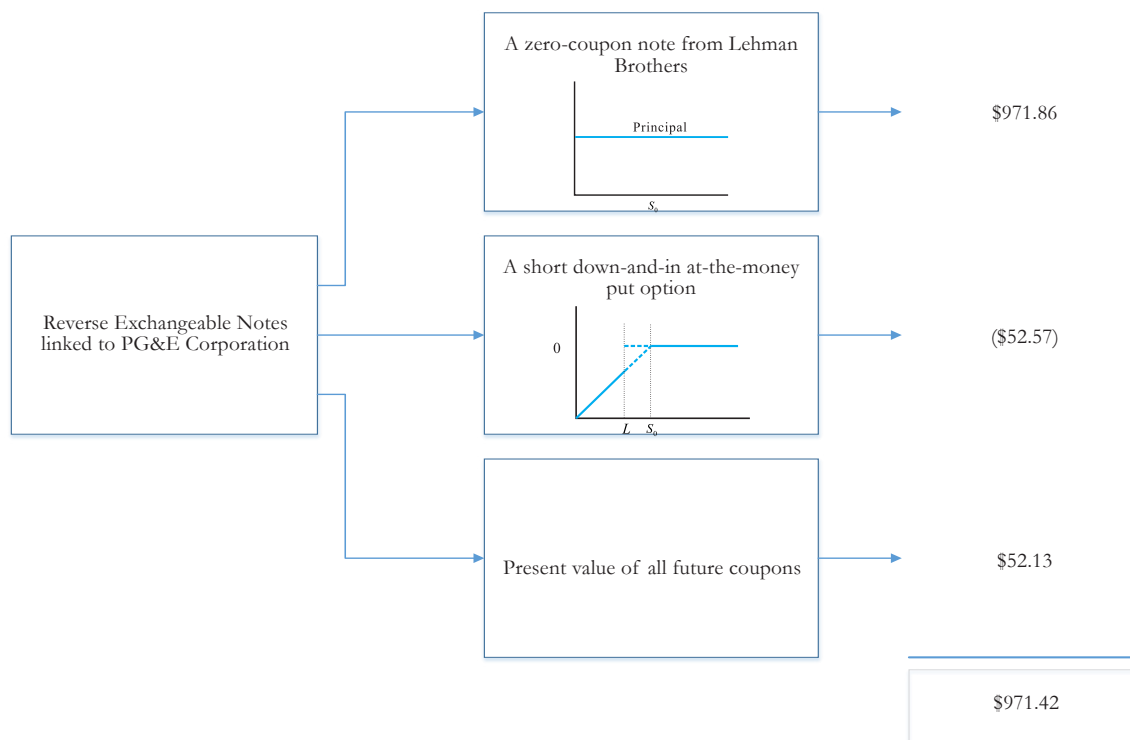 A zero-coupon note from Lehman
Brothers
Principal
S₀
$971.86
Reverse Exchangeable Notes
linked to PG&E Corporation
A short down-and-in at-the-money
put option
0
L S₀
($52.57)
Present value of all future coupons
$52.13
$971.42